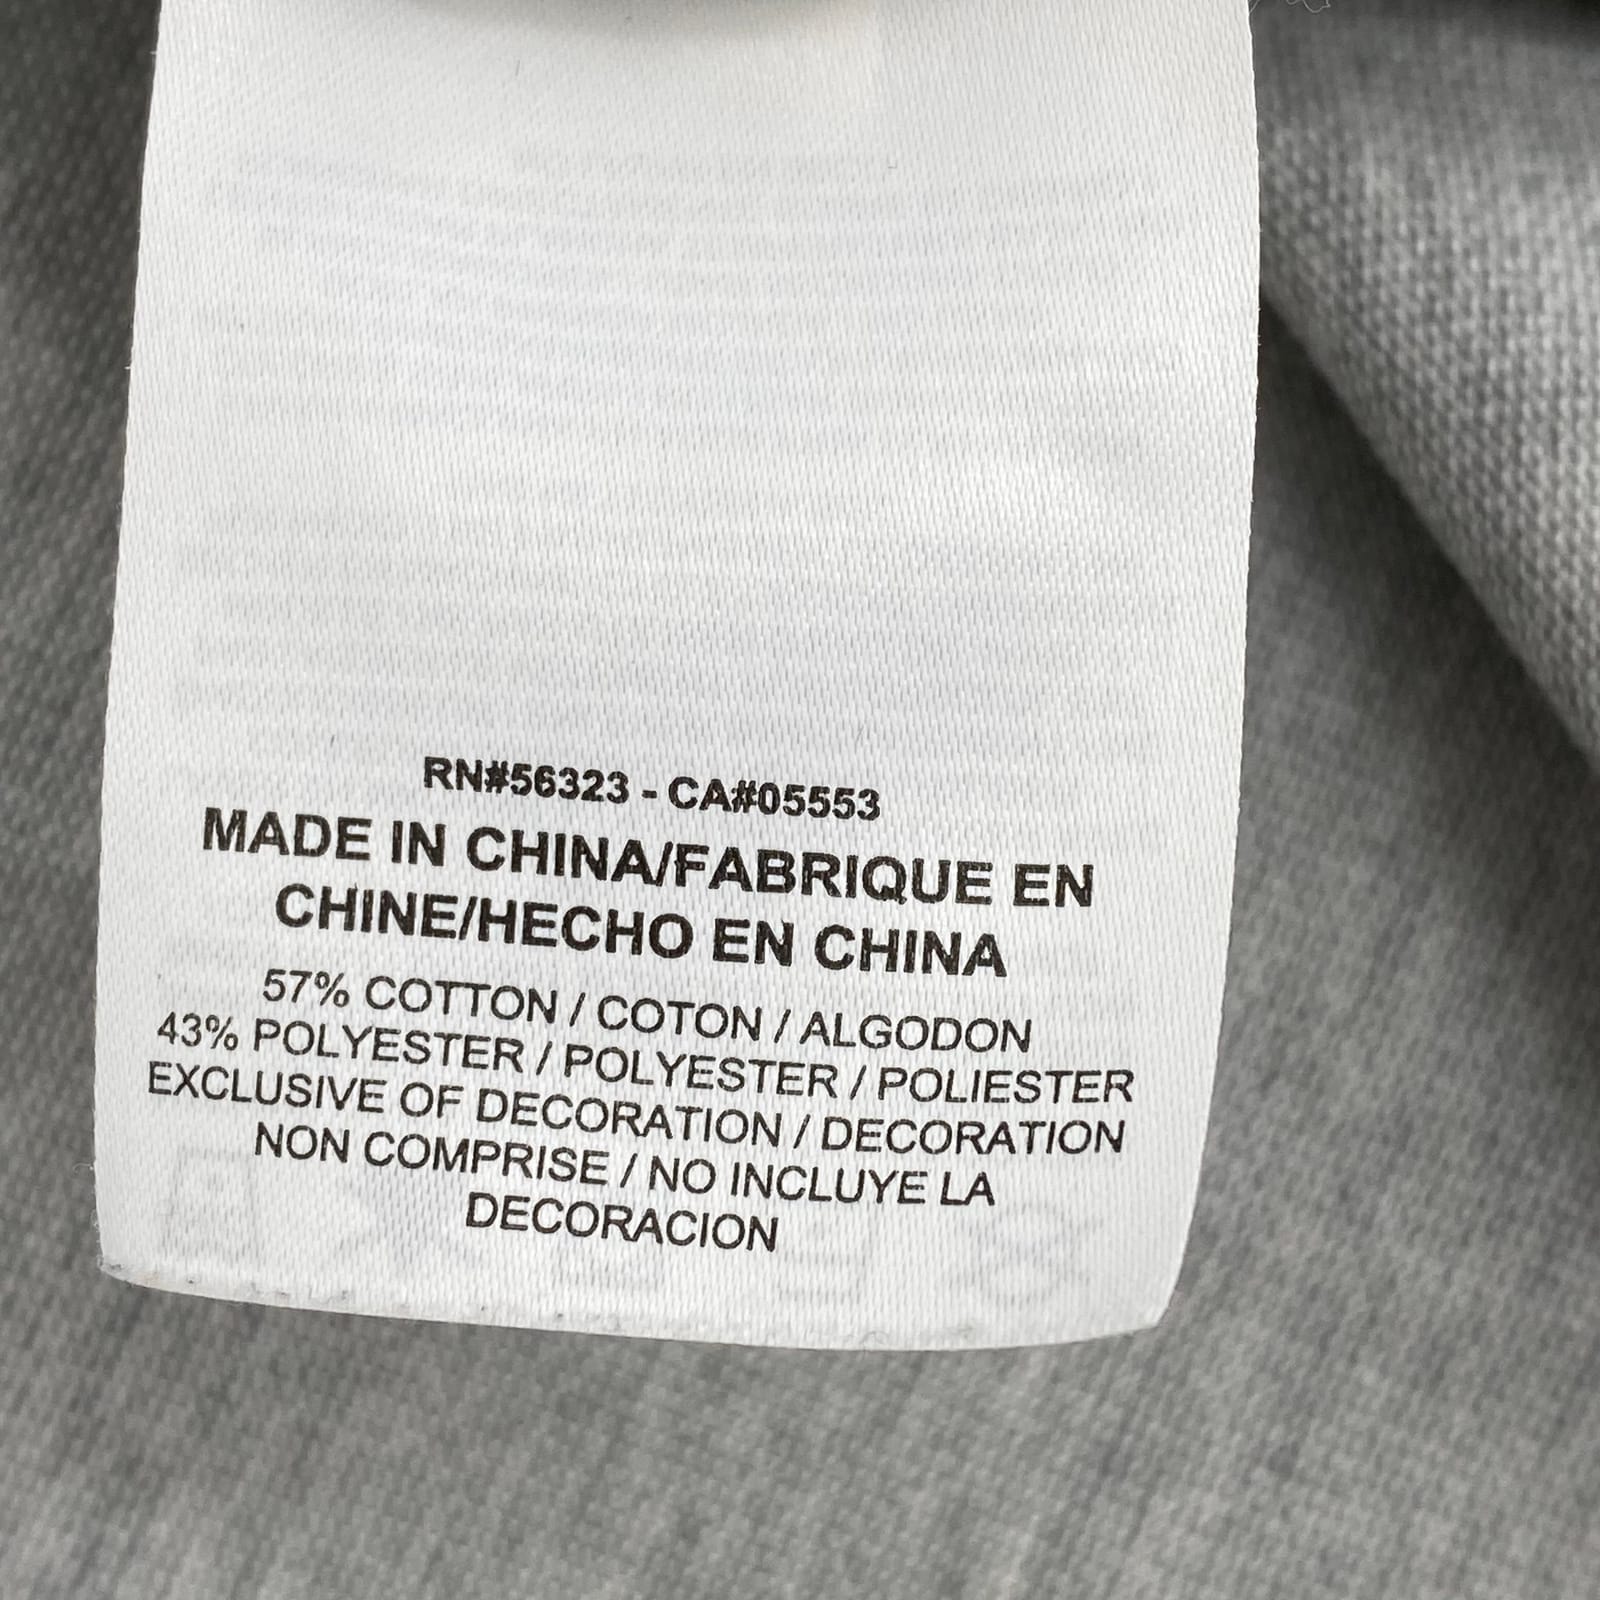 RN#56323 - CA#05553
MADE IN CHINA/FABRIQUE EN
CHINE/HECHO EN CHINA
57% COTTON / COTON / ALGODON
43% POLYESTER / POLYESTER / POLIESTER
EXCLUSIVE OF DECORATION / DECORATION
NON COMPRISE / NO INCLUYE LA
DECORACION